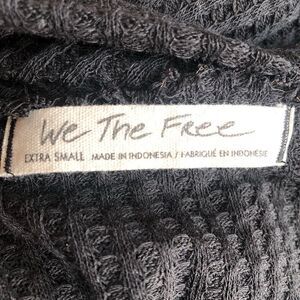 We The Free
EXTRA SMALL MADE IN INDONESIA / FABRIQUÉ EN INDONÉSIE